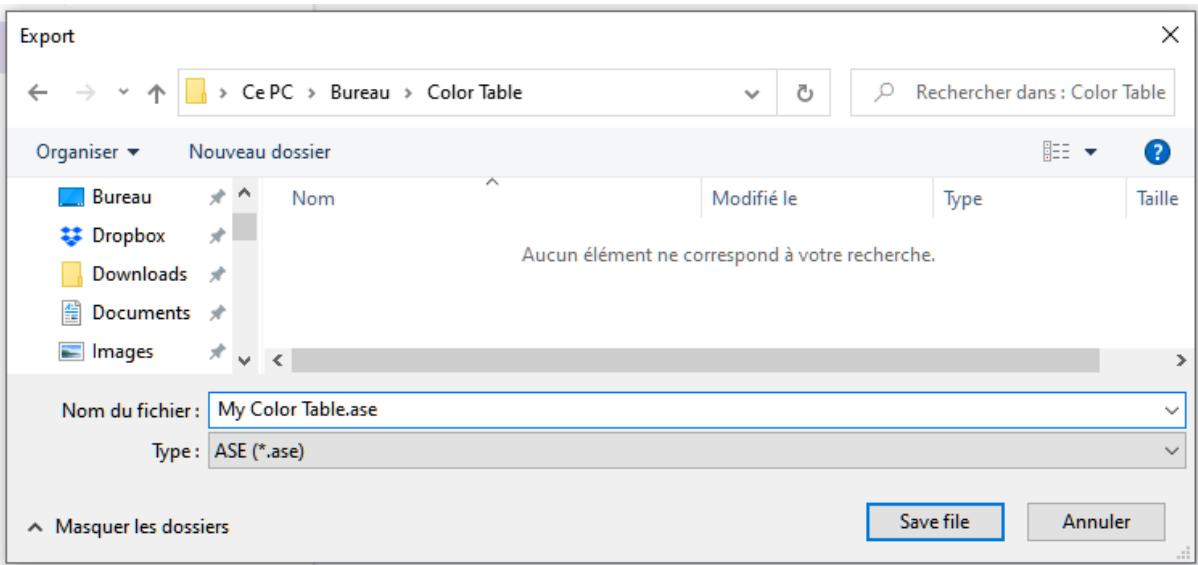 Export
Ce PC > Bureau > Color Table
Rechercher dans : Color Table
Organiser
Nouveau dossier
Bureau
Dropbox
Downloads
Documents
Images
Nom Modifié le Type Taille
Aucun élément ne correspond à votre recherche.
Nom du fichier : My Color Table.ase
Type : ASE (*.ase)
Masquer les dossiers
Save file
Annuler